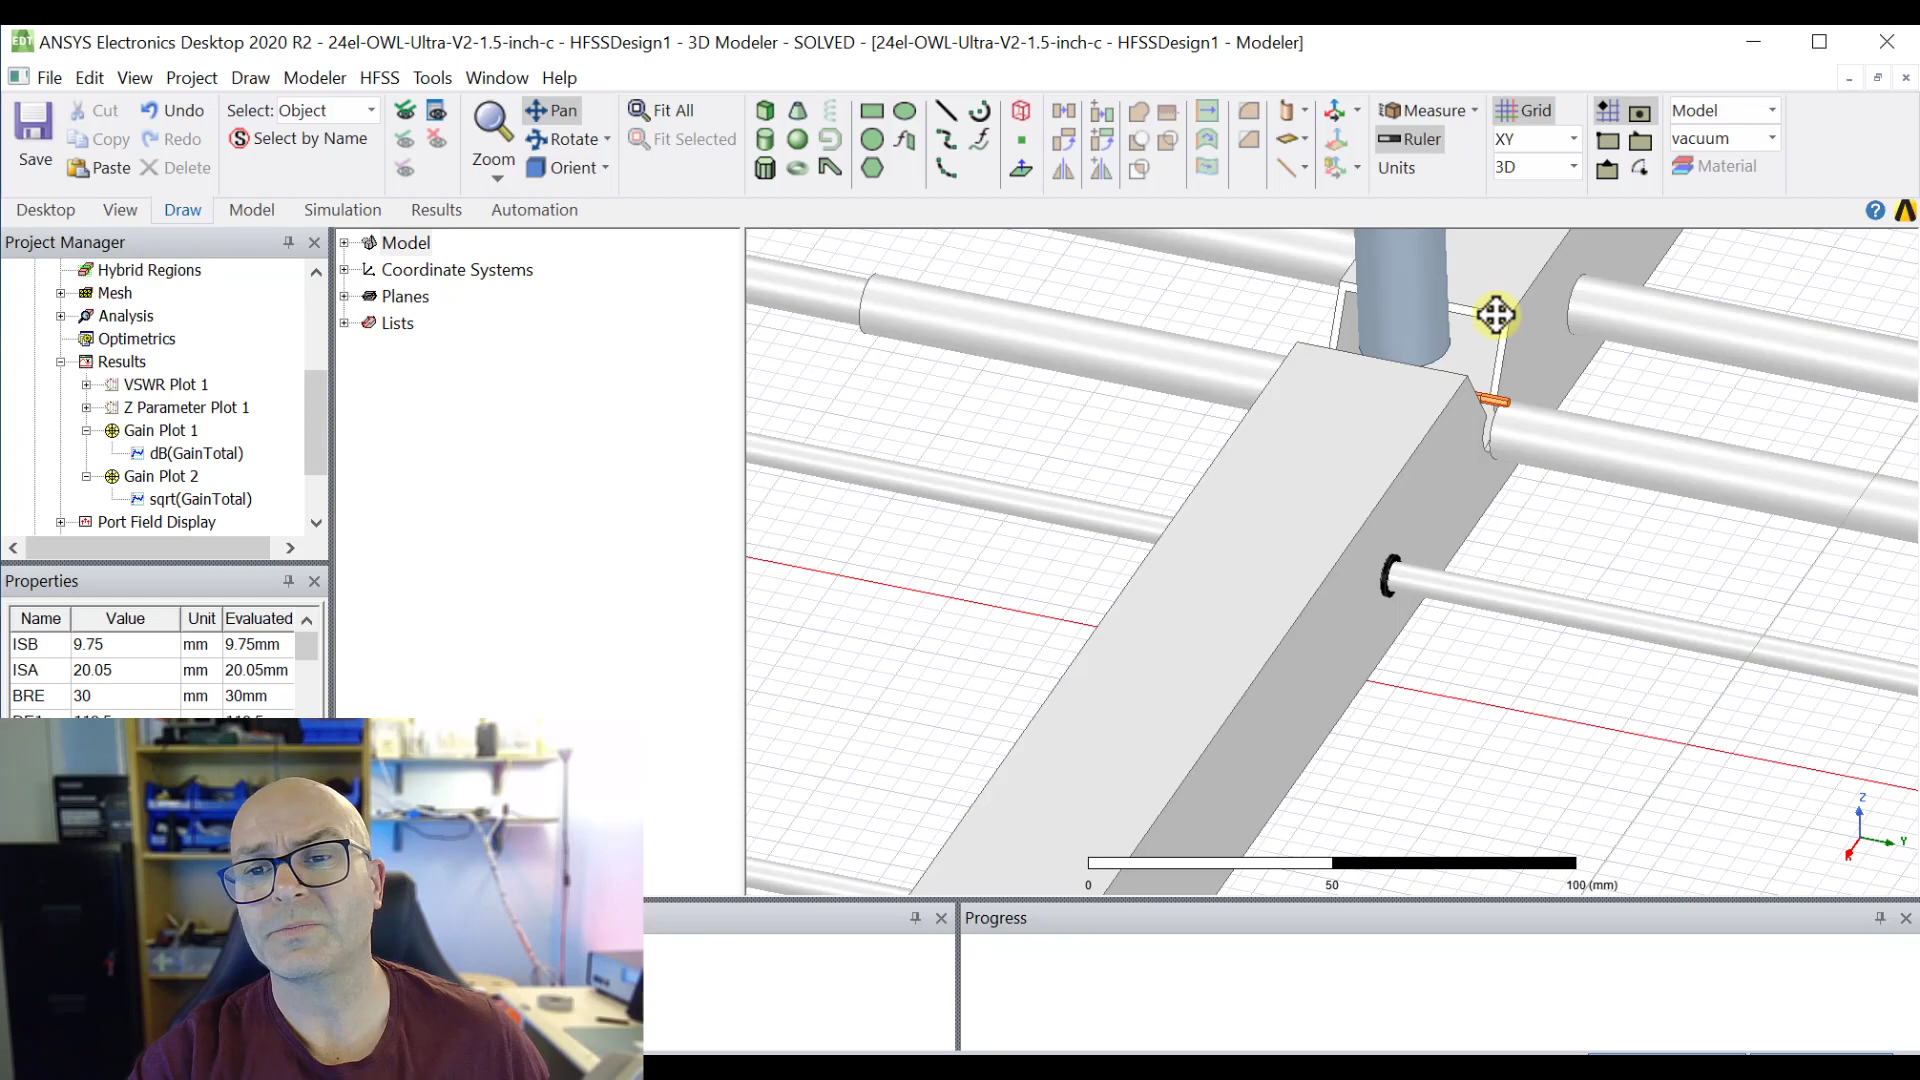 EDT ANSYS Electronics Desktop 2020 R2 - 24el-OWL-Ultra-V2-1.5-inch-c - HFSSDesign1 - 3D Modeler - SOLVED - [24el-OWL-Ultra-V2-1.5-inch-c - HFSSDesign1 - Modeler]
File Edit View Project Draw Modeler HFSS Tools Window Help
Cut Undo Select: Object Pan Fit All Measure Grid Model
Copy Redo Select by Name Rotate Fit Selected Ruler XY vacuum
Save Paste Delete Zoom Orient Units 3D Material
Desktop View Draw Model Simulation Results Automation
Project Manager
Hybrid Regions
Mesh
Analysis
Optimetrics
Results
VSWR Plot 1
Z Parameter Plot 1
Gain Plot 1
dB(GainTotal)
Gain Plot 2
sqrt(GainTotal)
Port Field Display
Properties
Name Value Unit Evaluated
ISB 9.75 mm 9.75mm
ISA 20.05 mm 20.05mm
BRE 30 mm 30mm
Model
Coordinate Systems
Planes
Lists
Z
Y
0 50 100 (mm)
Progress